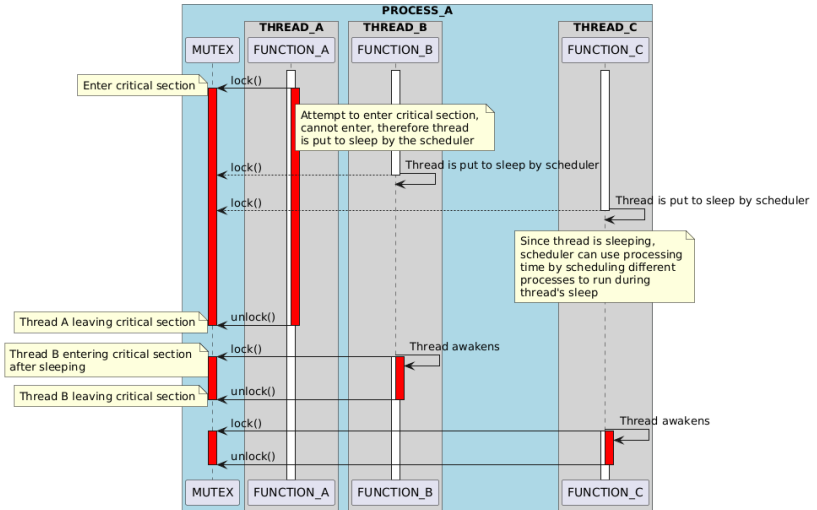 PROCESS_A
THREAD_A
THREAD_B
THREAD_C
MUTEX
FUNCTION_A
FUNCTION_B
FUNCTION_C
Enter critical section
lock()
Attempt to enter critical section,
cannot enter, therefore thread
is put to sleep by the scheduler
lock()
Thread is put to sleep by scheduler
lock()
Thread is put to sleep by scheduler
Since thread is sleeping,
scheduler can use processing
time by scheduling different
processes to run during
thread's sleep
Thread A leaving critical section
unlock()
Thread B entering critical section
after sleeping
lock()
Thread awakens
Thread B leaving critical section
unlock()
lock()
Thread awakens
unlock()
MUTEX
FUNCTION_A
FUNCTION_B
FUNCTION_C